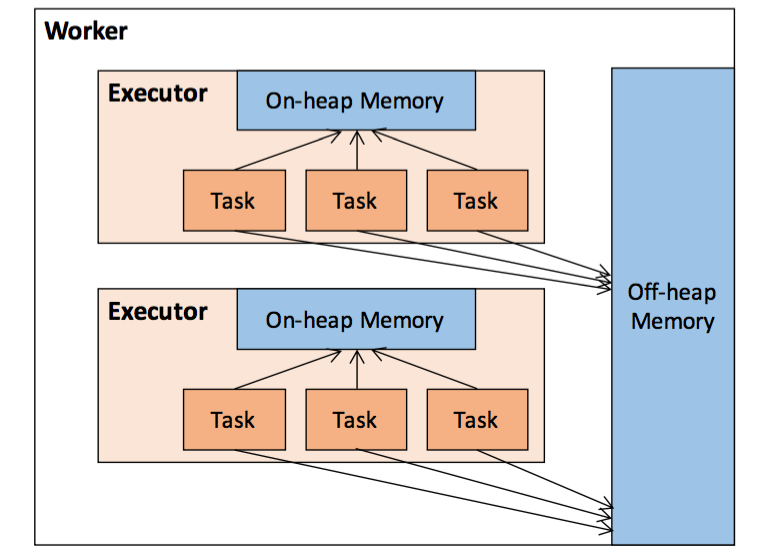 Worker
Executor
On-heap Memory
Task
Task
Task
Off-heap
Memory
Executor
On-heap Memory
Task
Task
Task